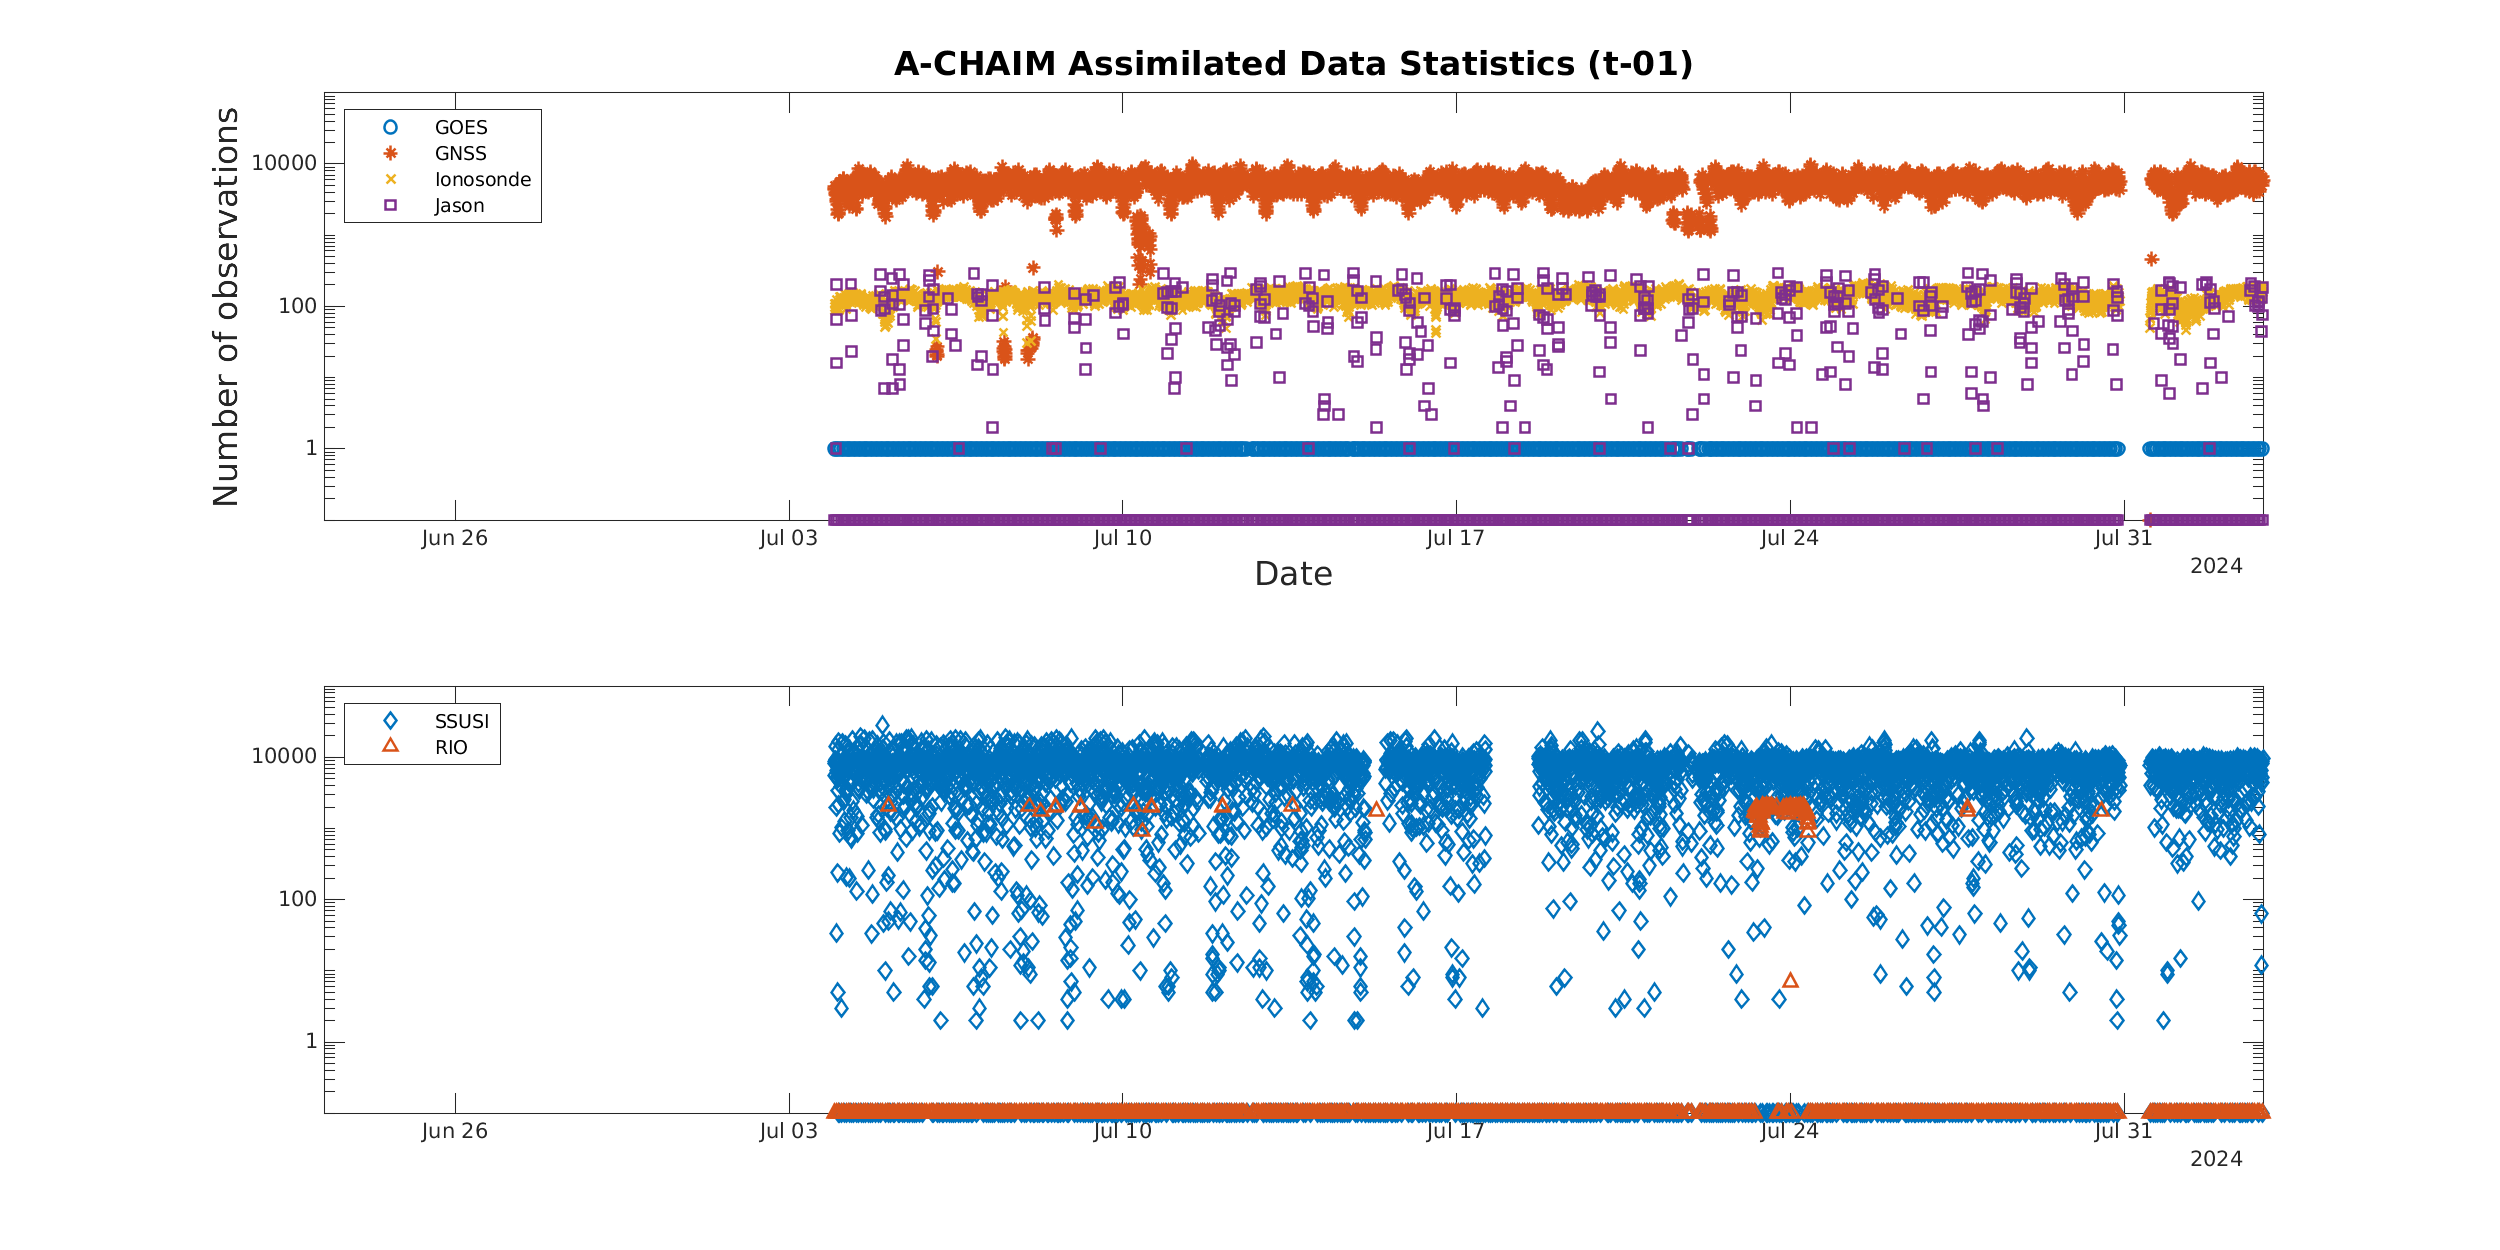 A-CHAIM Assimilated Data Statistics (t-01)
Number of observations
GOES
GNSS
Ionosonde
Jason
10000
100
1
Jun 26
Jul 03
Jul 10
Jul 17
Jul 24
Jul 31
2024
Date
SSUSI
RIO
10000
100
1
Jun 26
Jul 03
Jul 10
Jul 17
Jul 24
Jul 31
2024